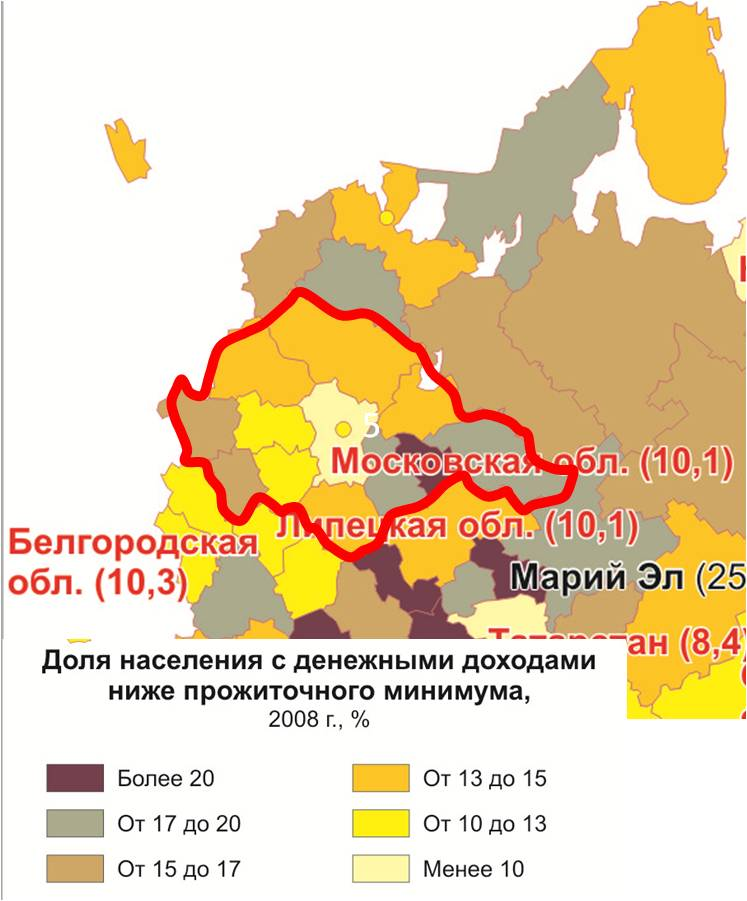 5
Московская обл. (10,1)
Липецкая обл. (10,1)
Белгородская
обл. (10,3)
Марий Эл (25
Татарстан (8,4)
Доля населения с денежными доходами
ниже прожиточного минимума,
2008 г., %
Более 20
От 13 до 15
От 17 до 20
От 10 до 13
От 15 до 17
Менее 10